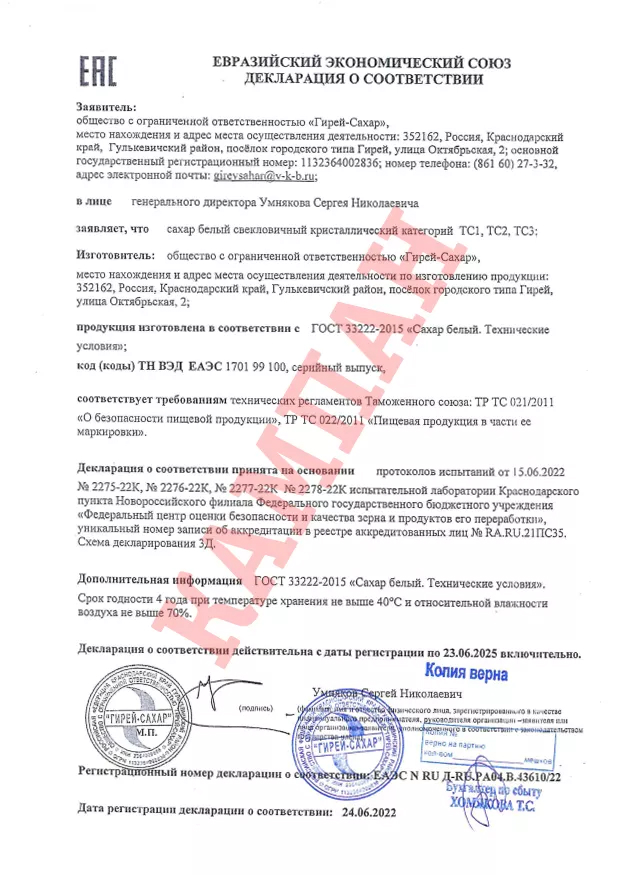 ЕАС
ЕВРАЗИЙСКИЙ ЭКОНОМИЧЕСКИЙ СОЮЗ
ДЕКЛАРАЦИЯ О СООТВЕТСТВИИ
Заявитель:
общество с ограниченной ответственностью «Гирей-Сахар»,
место нахождения и адрес места осуществления деятельности: 352162, Россия, Краснодарский
край, Гулькевичский район, посёлок городского типа Гирей, улица Октябрьская, 2; основной
государственный регистрационный номер: 1132364002836; номер телефона: (861 60) 27-3-32,
адрес электронной почты: gireysahar@v-k-b.ru;
в лице генерального директора Умнякова Сергея Николаевича
заявляет, что сахар белый свекловичный кристаллический категорий ТС1, ТС2, ТС3;
Изготовитель: общество с ограниченной ответственностью «Гирей-Сахар»,
место нахождения и адрес места осуществления деятельности по изготовлению продукции:
352162, Россия, Краснодарский край, Гулькевичский район, посёлок городского типа Гирей,
улица Октябрьская, 2;
продукция изготовлена в соответствии с ГОСТ 33222-2015 «Сахар белый. Технические
условия»;
код (коды) ТН ВЭД ЕАЭС 1701 99 100, серийный выпуск,
соответствует требованиям технических регламентов Таможенного союза: ТР ТС 021/2011
«О безопасности пищевой продукции», ТР ТС 022/2011 «Пищевая продукция в части ее
маркировки».
Декларация о соответствии принята на основании протоколов испытаний от 15.06.2022
№ 2275-22К, № 2276-22К, № 2277-22К № 2278-22К испытательной лаборатории Краснодарского
пункта Новороссийского филиала Федерального государственного бюджетного учреждения
«Федеральный центр оценки безопасности и качества зерна и продуктов его переработки»,
уникальный номер записи об аккредитации в реестре аккредитованных лиц № RA.RU.21ПС35.
Схема декларирования 3Д.
Дополнительная информация ГОСТ 33222-2015 «Сахар белый. Технические условия».
Срок годности 4 года при температуре хранения не выше 40°С и относительной влажности
воздуха не выше 70%.
Декларация о соответствии действительна с даты регистрации по 23.06.2025 включительно.
КАМПАН
Копия верна
Умняков Сергей Николаевич
(подпись)
физического лица, зарегистрированного в качестве
индивидуального предпринимателя, руководителя организации
"ГИРЕЙ-САХАР"
М.П.
"ГИРЕЙ-САХАР"
верно на партию
кол-вом мешков
Регистрационный номер декларации о соответствии: ЕАЭС N RU Д-RU.РА04.В.43610/22
Бухгалтер по сбыту
ХОМЯКОВА Т.С.
Дата регистрации декларации о соответствии: 24.06.2022